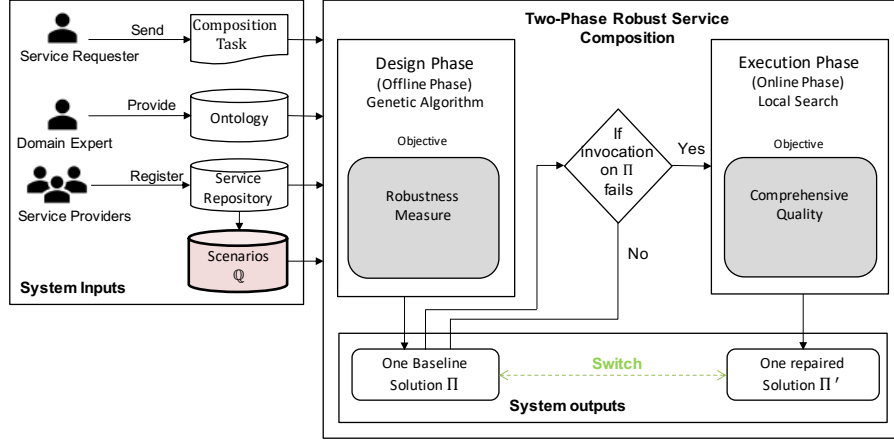 Service Requester
Send
Composition
Task
Domain Expert
Provide
Ontology
Service Providers
Register
Service
Repository
Scenarios
ℚ
System Inputs
Two-Phase Robust Service
Composition
Design Phase
(Offline Phase)
Genetic Algorithm
Objective
Robustness
Measure
If
invocation
on Π
fails
Yes
No
Execution Phase
(Online Phase)
Local Search
Objective
Comprehensive
Quality
One Baseline
Solution Π
Switch
One repaired
Solution Π′
System outputs